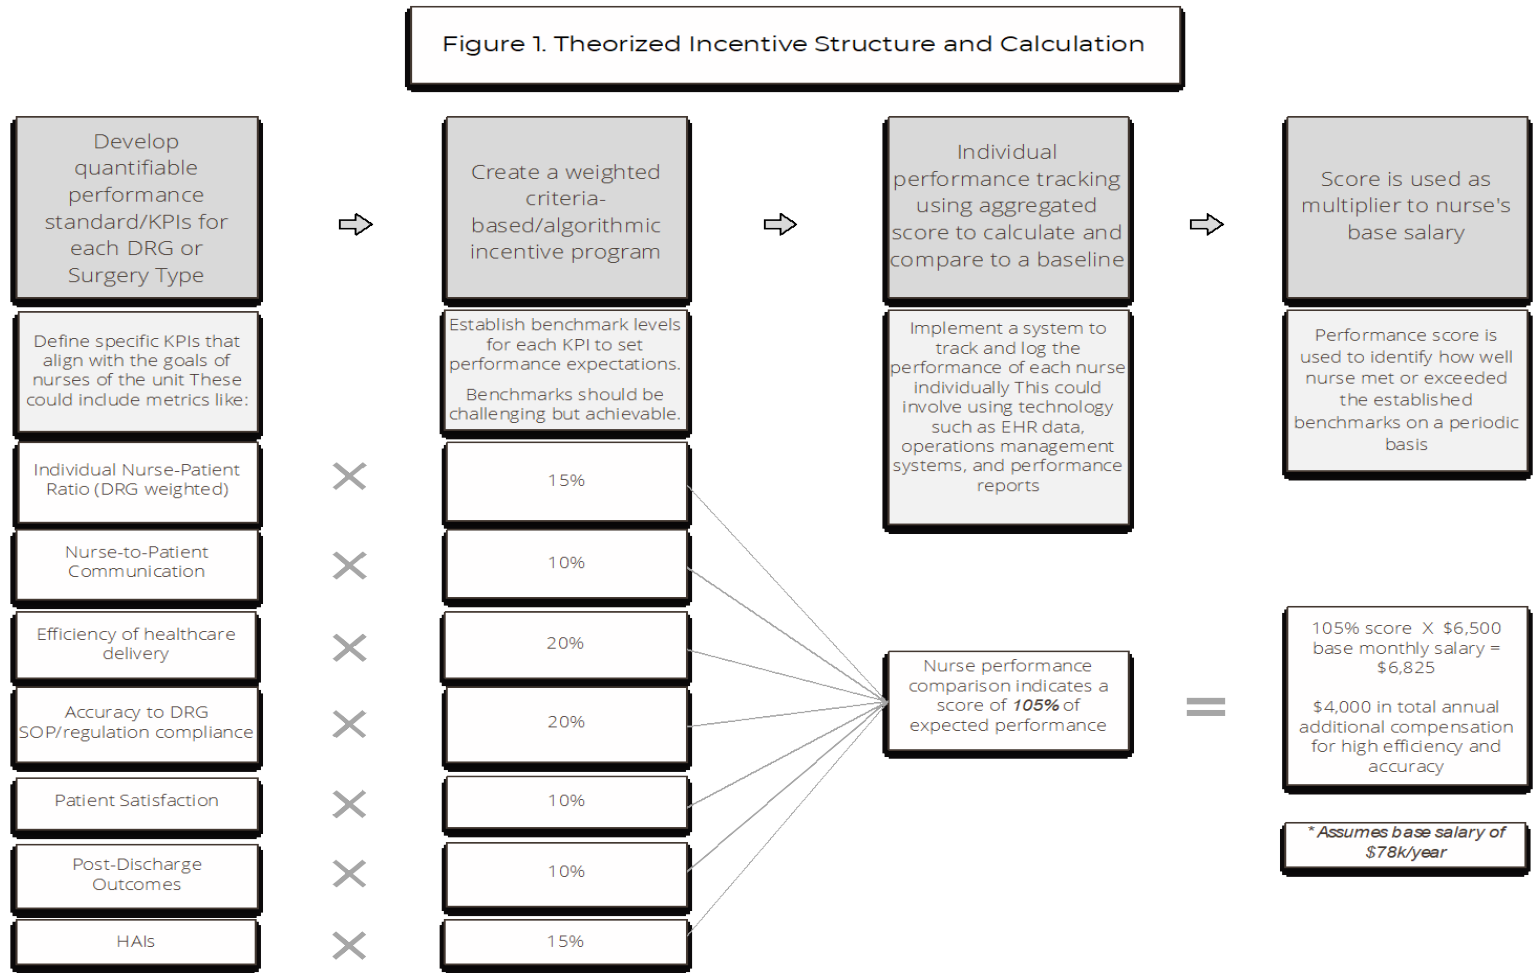 Figure 1. Theorized Incentive Structure and Calculation
Develop
quantifiable
performance
standard/KPIs for
each DRG or
Surgery Type
Create a weighted
criteria-
based/algorithmic
incentive program
Individual
performance tracking
using aggregated
score to calculate and
compare to a baseline
Score is used as
multiplier to nurse's
base salary
Define specific KPIs that
align with the goals of
nurses of the unit These
could include metrics like:
Establish benchmark levels
for each KPI to set
performance expectations.
Benchmarks should be
challenging but achievable.
Implement a system to
track and log the
performance of each nurse
individually This could
involve using technology
such as EHR data,
operations management
systems, and performance
reports
Performance score is
used to identify how well
nurse met or exceeded
the established
benchmarks on a periodic
basis
Individual Nurse-Patient
Ratio (DRG weighted)
15%
Nurse-to-Patient
Communication
10%
Efficiency of healthcare
delivery
20%
Accuracy to DRG
SOP/regulation compliance
20%
Patient Satisfaction
10%
Post-Discharge
Outcomes
10%
HAIs
15%
Nurse performance
comparison indicates a
score of 105% of
expected performance
105% score X $6,500
base monthly salary =
$6,825
$4,000 in total annual
additional compensation
for high efficiency and
accuracy
*Assumes base salary of
$78k/year